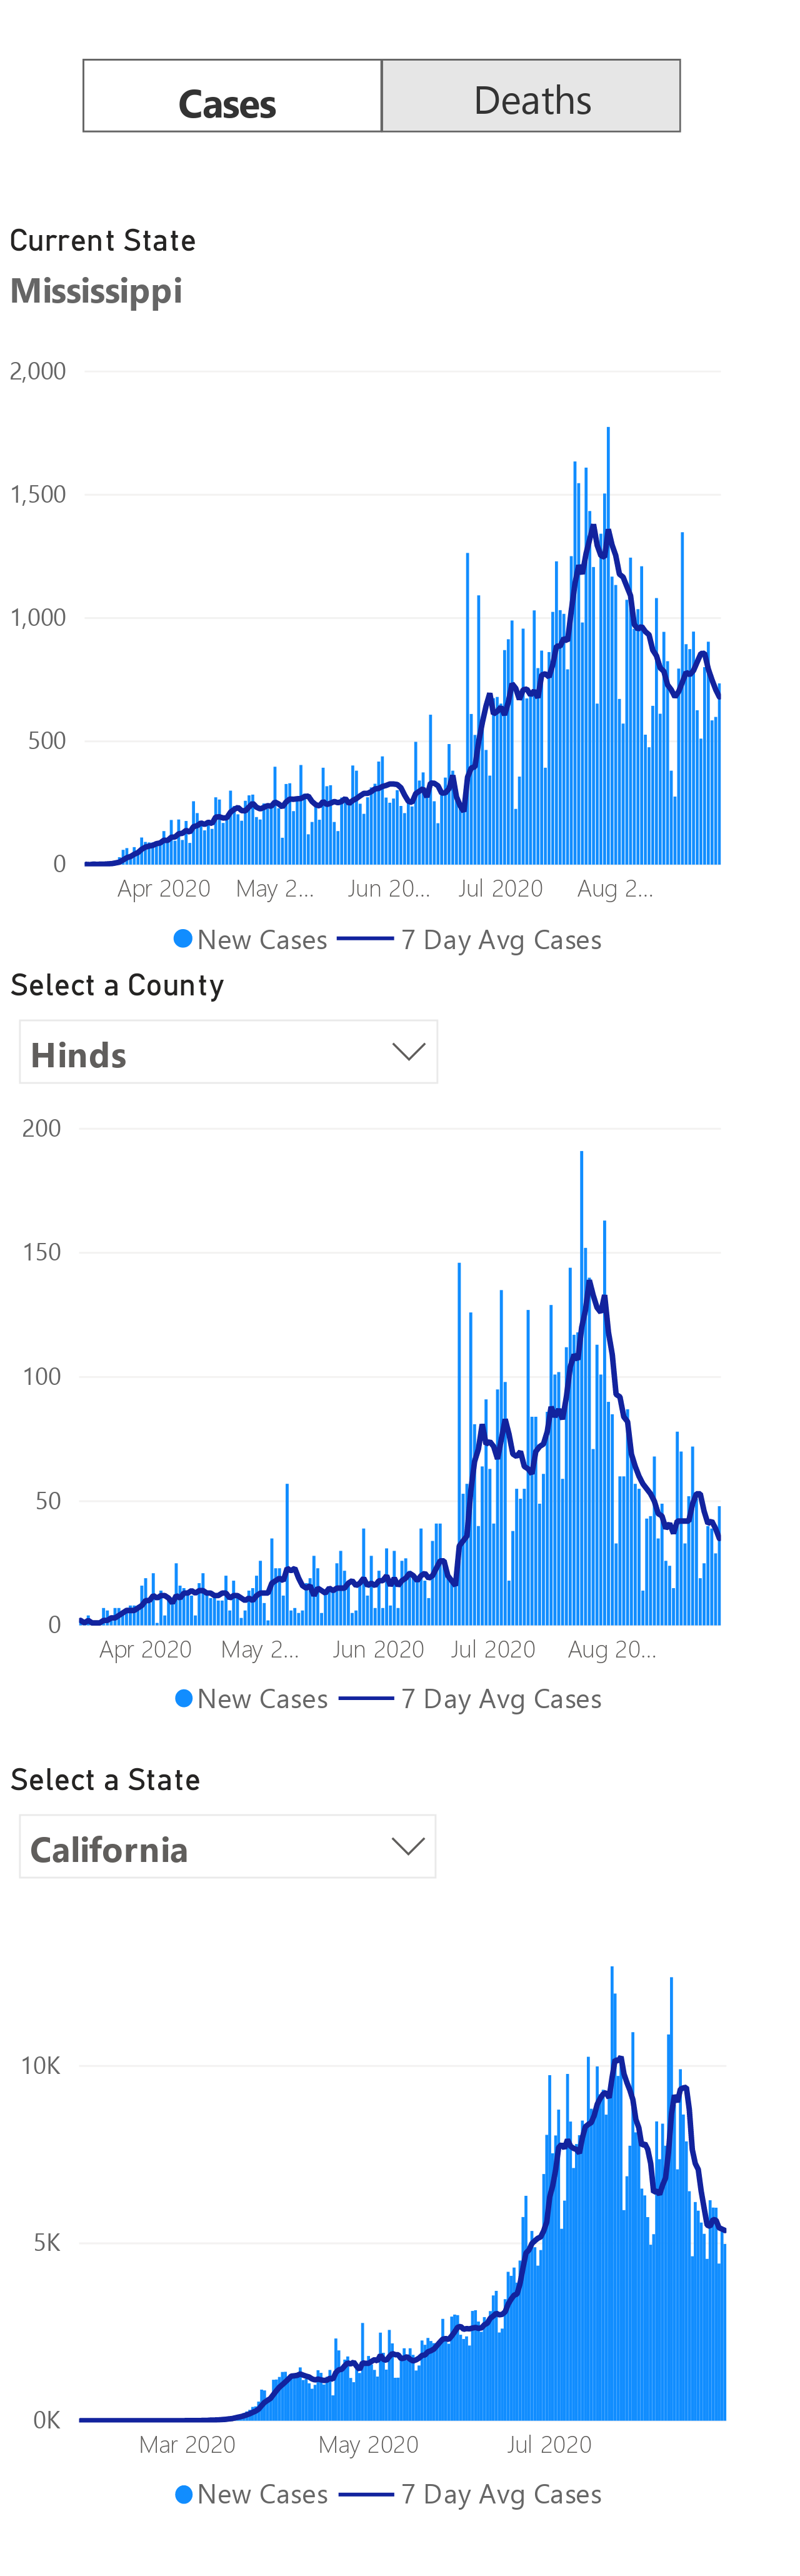 Cases Deaths
Current State
Mississippi
2,000
1,500
1,000
500
0
Apr 2020 May 2... Jun 20... Jul 2020 Aug 2...
New Cases 7 Day Avg Cases
Select a County
Hinds
200
150
100
50
0
Apr 2020 May 2... Jun 2020 Jul 2020 Aug 20...
New Cases 7 Day Avg Cases
Select a State
California
10K
5K
0K
Mar 2020 May 2020 Jul 2020
New Cases 7 Day Avg Cases